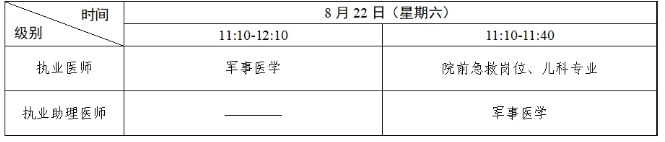 时间
级别
8 月 22 日（星期六）
11:10-12:10
11:10-11:40
执业医师
军事医学
院前急救岗位、儿科专业
执业助理医师
————
军事医学